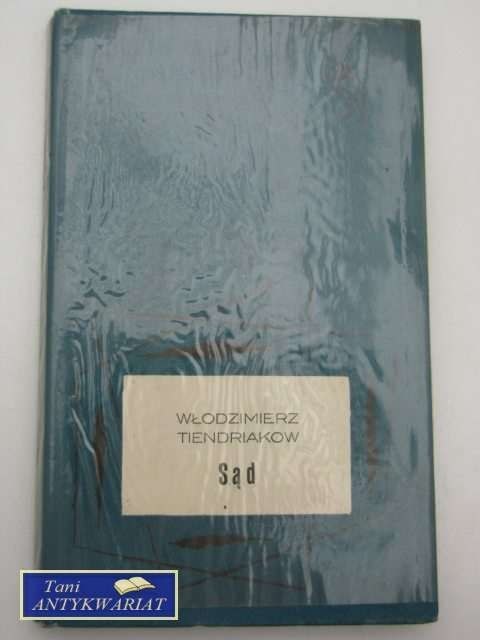 WŁODZIMIERZ
TIENDRIAKOW
Sąd
Tani
ANTYKWARIAT